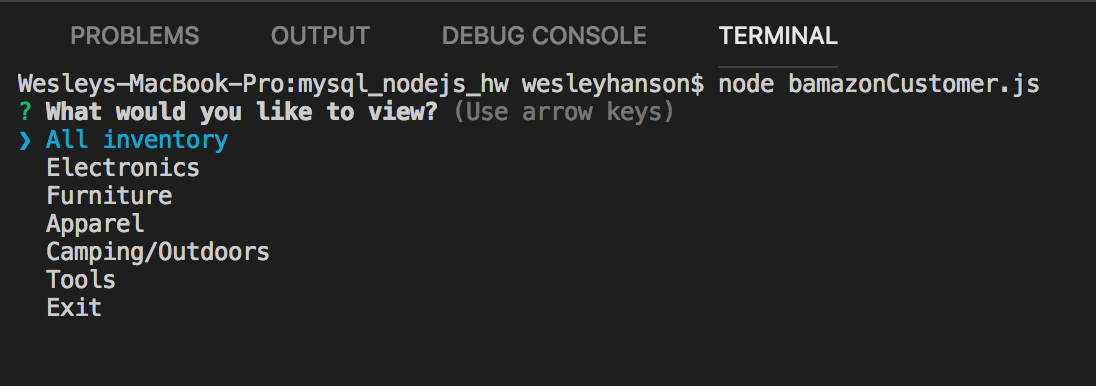 PROBLEMS OUTPUT DEBUG CONSOLE TERMINAL
Wesleys-MacBook-Pro:mysql_nodejs_hw wesleyhanson$ node bamazonCustomer.js
? What would you like to view? (Use arrow keys)
❯ All inventory
Electronics
Furniture
Apparel
Camping/Outdoors
Tools
Exit